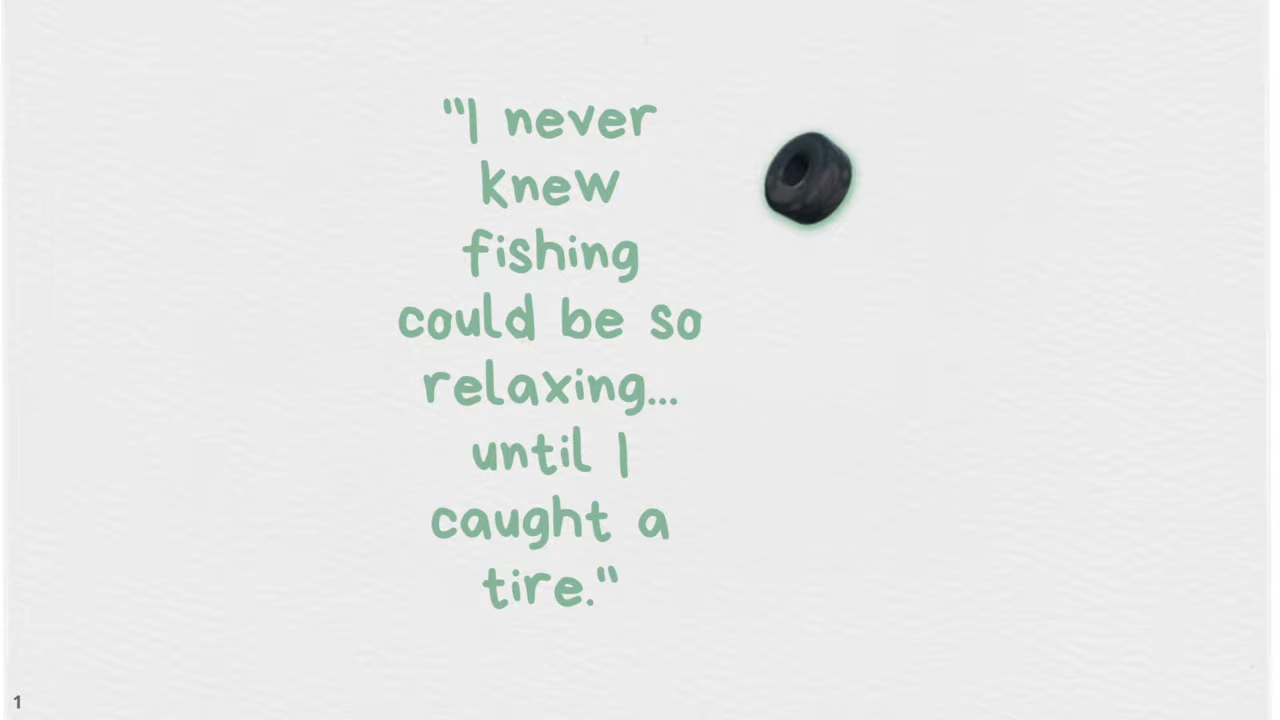 "I never
knew
fishing
could be so
relaxing...
until I
caught a
tire."
1